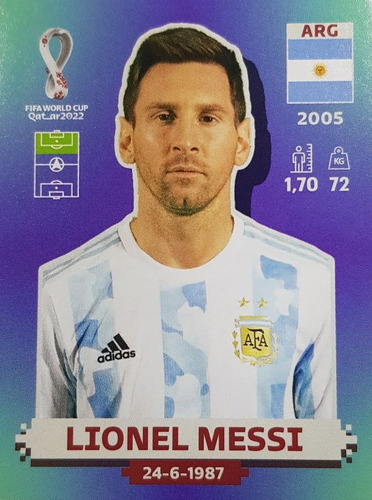 ARG
FIFA WORLD CUP
Qatar2022
2005
1,70
KG
72
adidas
AFA
LIONEL MESSI
24-6-1987